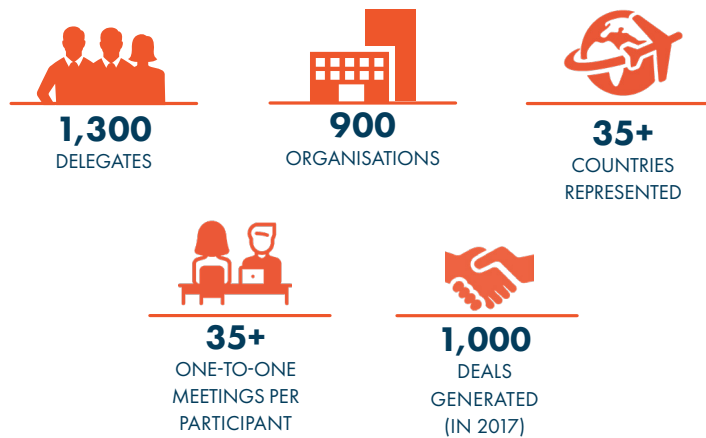 1,300
DELEGATES
900
ORGANISATIONS
35+
COUNTRIES
REPRESENTED
35+
ONE-TO-ONE
MEETINGS PER
PARTICIPANT
1,000
DEALS
GENERATED
(IN 2017)